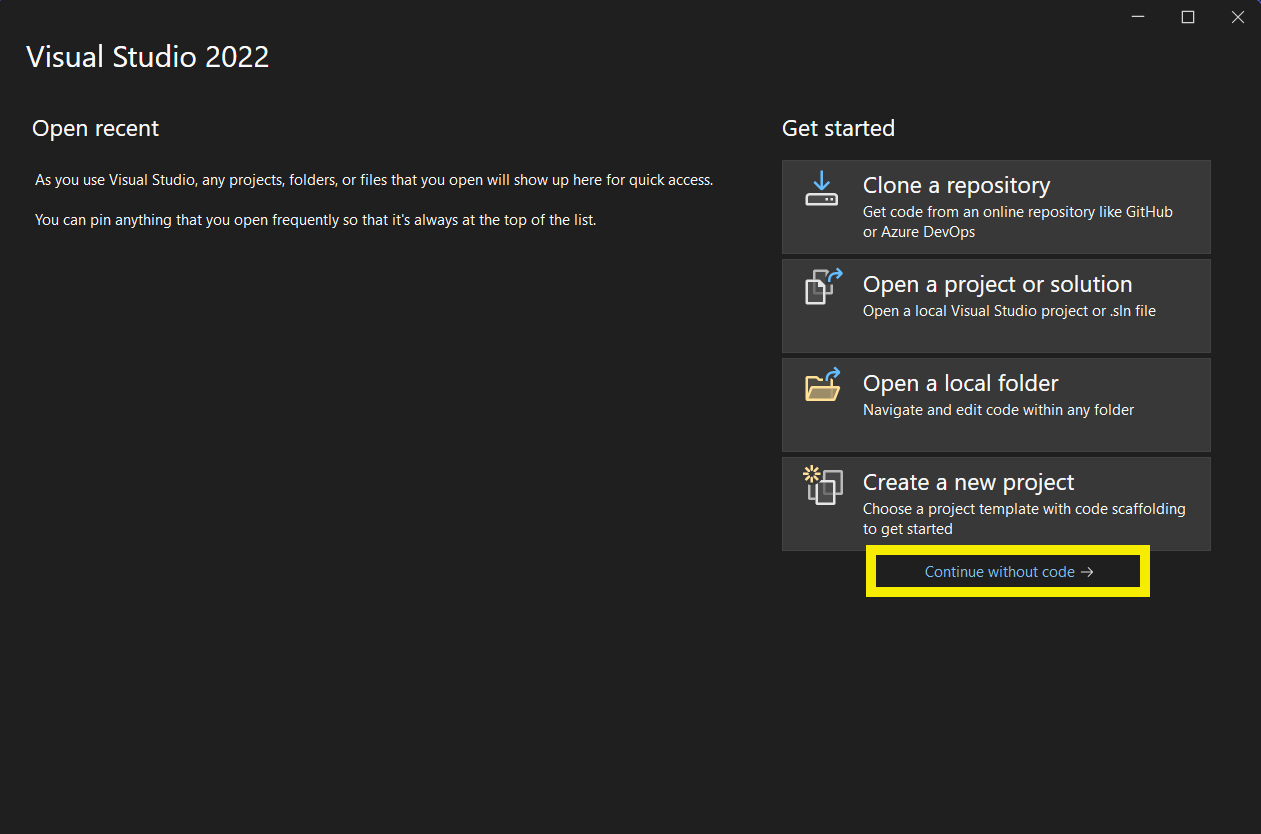 Visual Studio 2022
Open recent
As you use Visual Studio, any projects, folders, or files that you open will show up here for quick access.
You can pin anything that you open frequently so that it's always at the top of the list.
Get started
Clone a repository
Get code from an online repository like GitHub
or Azure DevOps
Open a project or solution
Open a local Visual Studio project or .sln file
Open a local folder
Navigate and edit code within any folder
Create a new project
Choose a project template with code scaffolding
to get started
Continue without code →